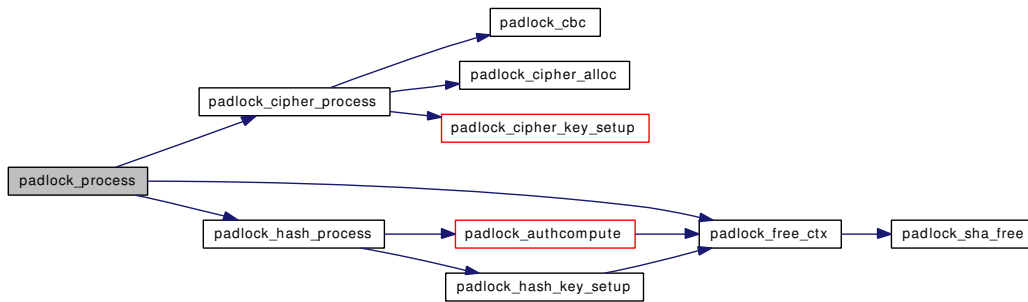 padlock_cbc
padlock_cipher_alloc
padlock_cipher_process
padlock_cipher_key_setup
padlock_process
padlock_hash_process
padlock_authcompute
padlock_free_ctx
padlock_sha_free
padlock_hash_key_setup